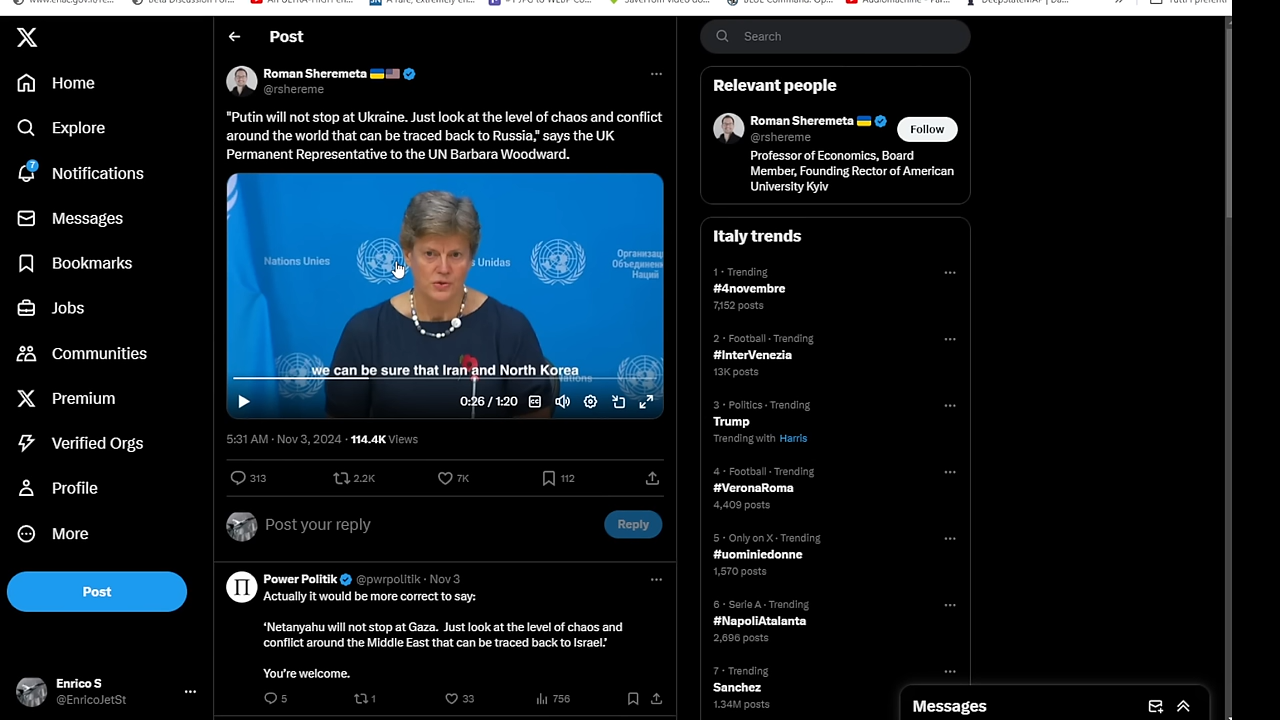 Post
Search
Roman Sheremeta
@rshereme
"Putin will not stop at Ukraine. Just look at the level of chaos and conflict
around the world that can be traced back to Russia," says the UK
Permanent Representative to the UN Barbara Woodward.
Nations Unies
Unidas
Организац
Объединен
Наций
we can be sure that Iran and North Korea
Nations
0:26 / 1:20
5:31 AM · Nov 3, 2024 · 114.4K Views
313
2.2K
7K
112
Post your reply
Reply
Power Politik @pwrpolitik · Nov 3
Actually it would be more correct to say:
‘Netanyahu will not stop at Gaza. Just look at the level of chaos and
conflict around the Middle East that can be traced back to Israel.’
You’re welcome.
5
1
33
756
Home
Explore
7
Notifications
Messages
Bookmarks
Jobs
Communities
Premium
Verified Orgs
Profile
More
Post
Enrico S
@EnricoJetSt
Relevant people
Roman Sheremeta
@rshereme
Follow
Professor of Economics, Board
Member, Founding Rector of American
University Kyiv
Italy trends
1 · Trending
#4novembre
7,152 posts
2 · Football · Trending
#InterVenezia
13K posts
3 · Politics · Trending
Trump
Trending with Harris
4 · Football · Trending
#VeronaRoma
4,409 posts
5 · Only on X · Trending
#uominiedonne
1,570 posts
6 · Serie A · Trending
#NapoliAtalanta
2,696 posts
7 · Trending
Sanchez
1.34M posts
Messages